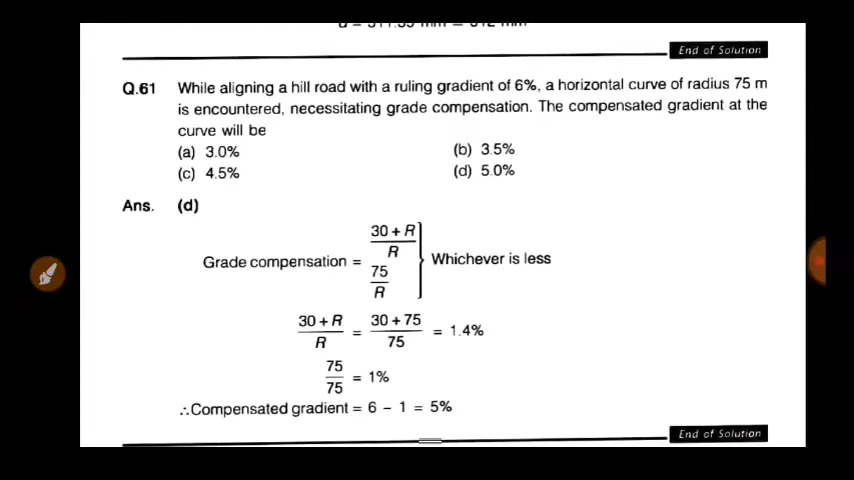 End of Solution
Q.61 While aligning a hill road with a ruling gradient of 6%, a horizontal curve of radius 75 m
is encountered, necessitating grade compensation. The compensated gradient at the
curve will be
(a) 3.0% (b) 3.5%
(c) 4.5% (d) 5.0%
Ans. (d)
Grade compensation = 30 + R / R
75 / R } Whichever is less
30 + R / R = 30 + 75 / 75 = 1.4%
75 / 75 = 1%
∴Compensated gradient = 6 – 1 = 5%
End of Solution